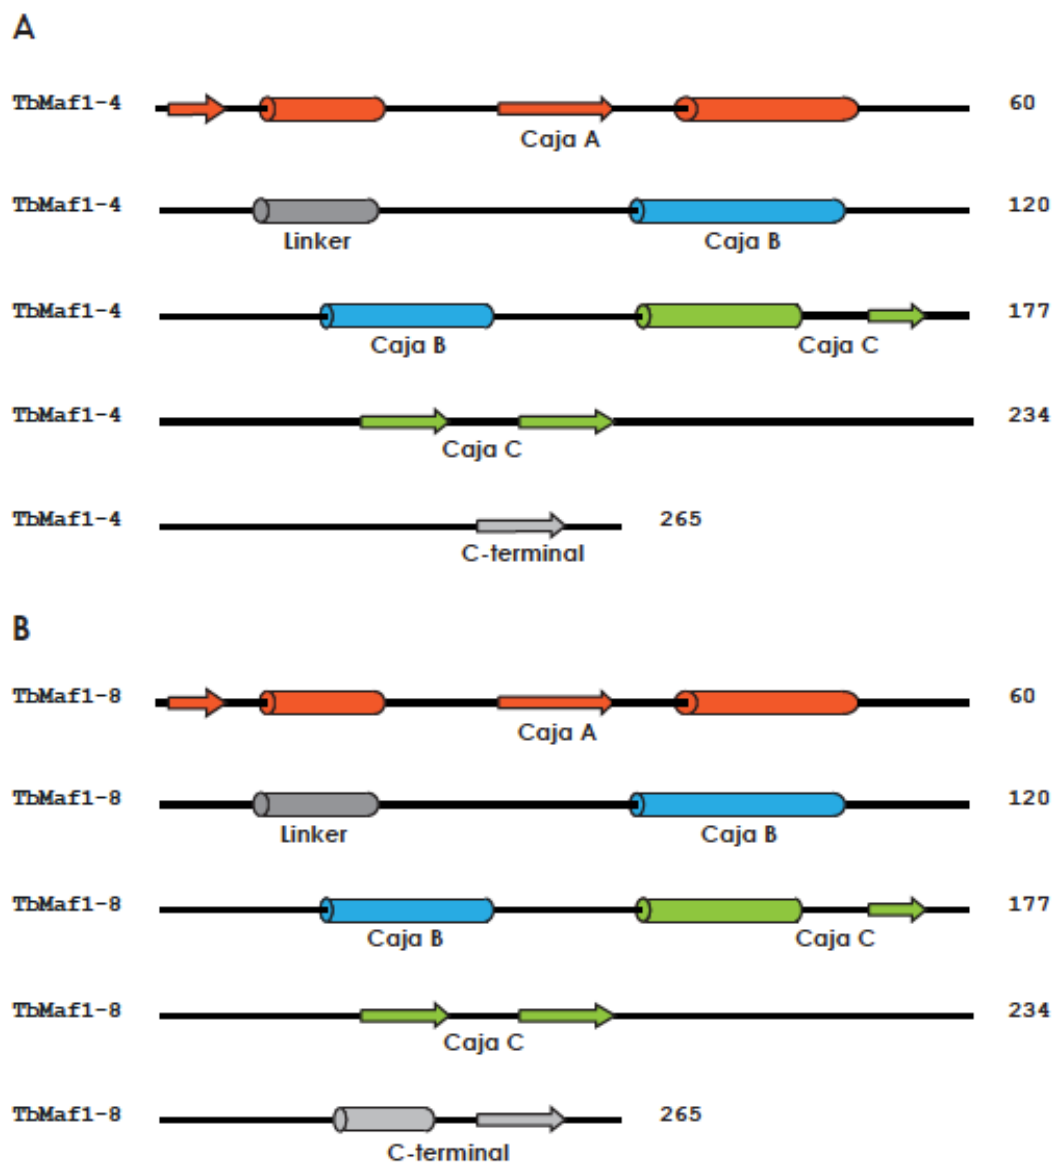 A
TbMaf1-4 60
Caja A
TbMaf1-4 120
Linker Caja B
TbMaf1-4 177
Caja B Caja C
TbMaf1-4 234
Caja C
TbMaf1-4 265
C-terminal
B
TbMaf1-8 60
Caja A
TbMaf1-8 120
Linker Caja B
TbMaf1-8 177
Caja B Caja C
TbMaf1-8 234
Caja C
TbMaf1-8 265
C-terminal